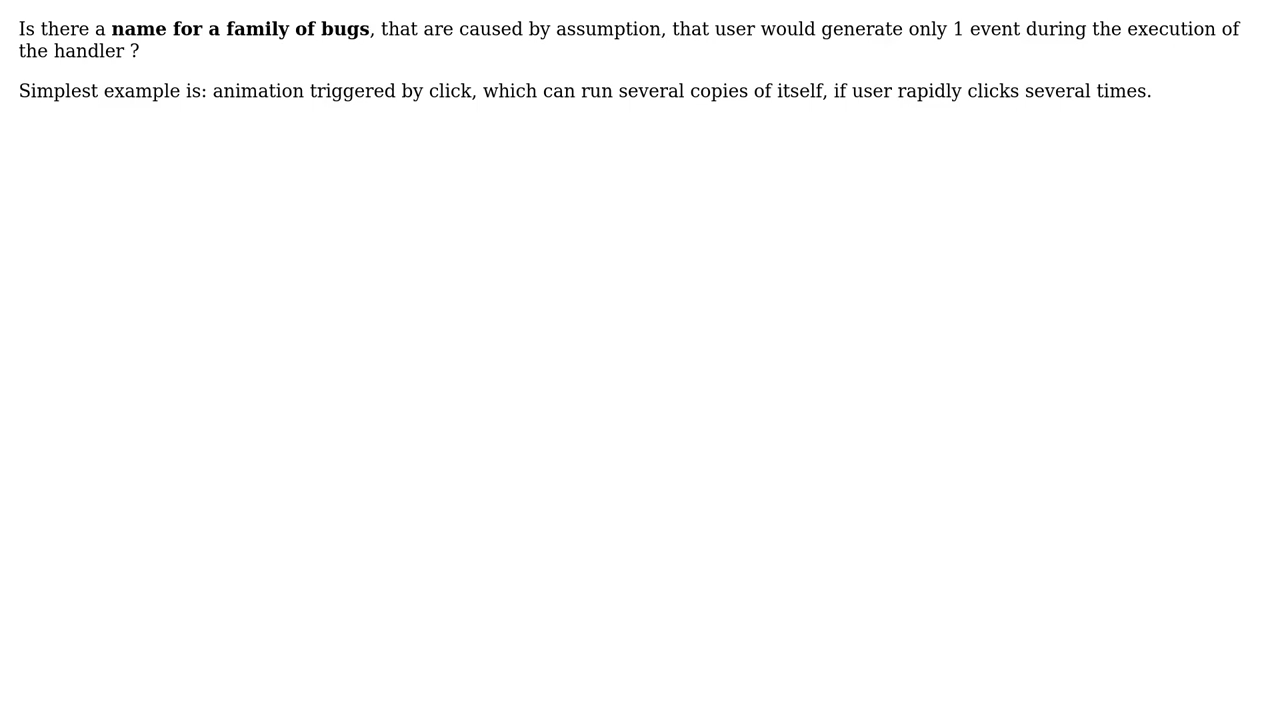 Is there a name for a family of bugs, that are caused by assumption, that user would generate only 1 event during the execution of
the handler ?
Simplest example is: animation triggered by click, which can run several copies of itself, if user rapidly clicks several times.